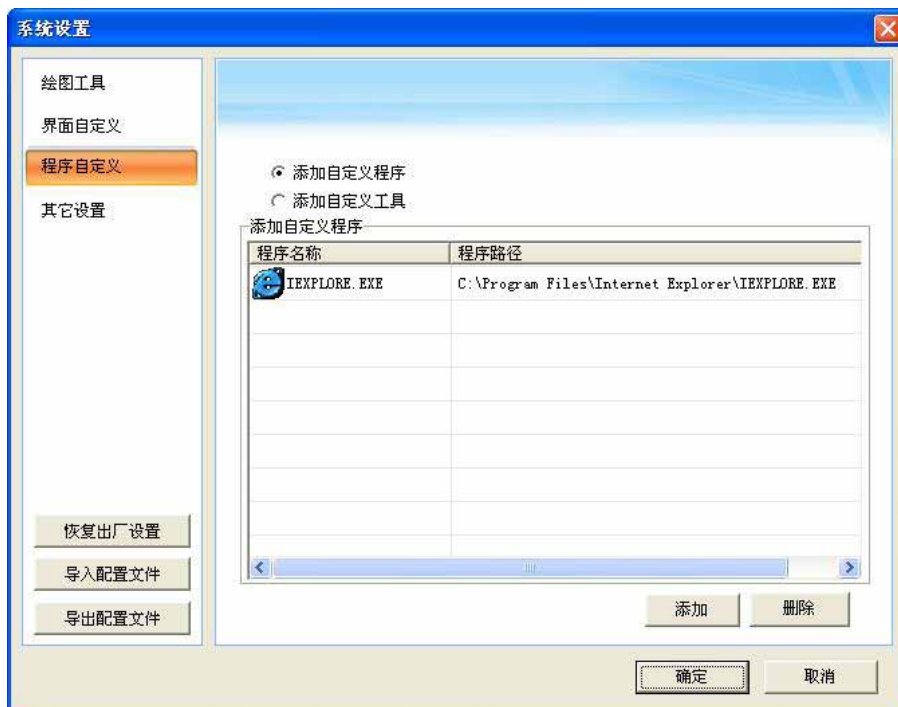 系统设置
绘图工具
界面自定义
程序自定义
其它设置
恢复出厂设置
导入配置文件
导出配置文件
添加自定义程序
添加自定义工具
添加自定义程序
程序名称 程序路径
IEXPLORE.EXE C:\Program Files\Internet Explorer\IEXPLORE.EXE
添加 删除
确定 取消